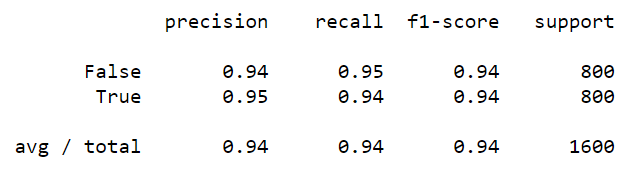 precision recall f1-score support
False 0.94 0.95 0.94 800
True 0.95 0.94 0.94 800
avg / total 0.94 0.94 0.94 1600